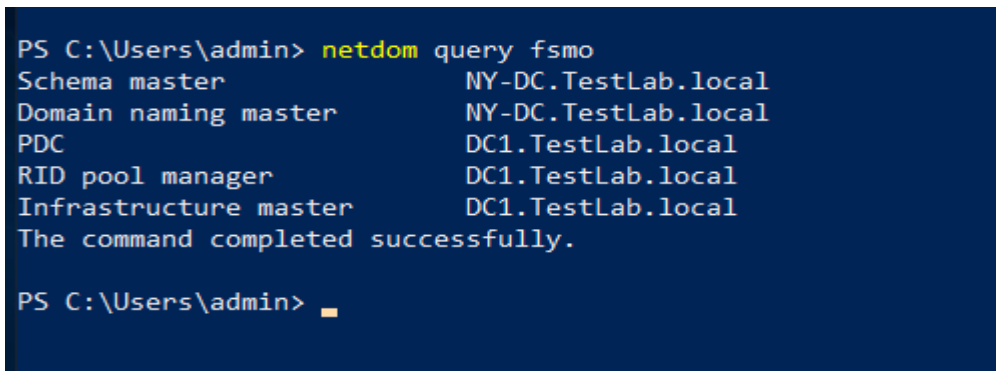 PS C:\Users\admin> netdom query fsmo
Schema master               NY-DC.TestLab.local
Domain naming master        NY-DC.TestLab.local
PDC                         DC1.TestLab.local
RID pool manager            DC1.TestLab.local
Infrastructure master       DC1.TestLab.local
The command completed successfully.
PS C:\Users\admin>